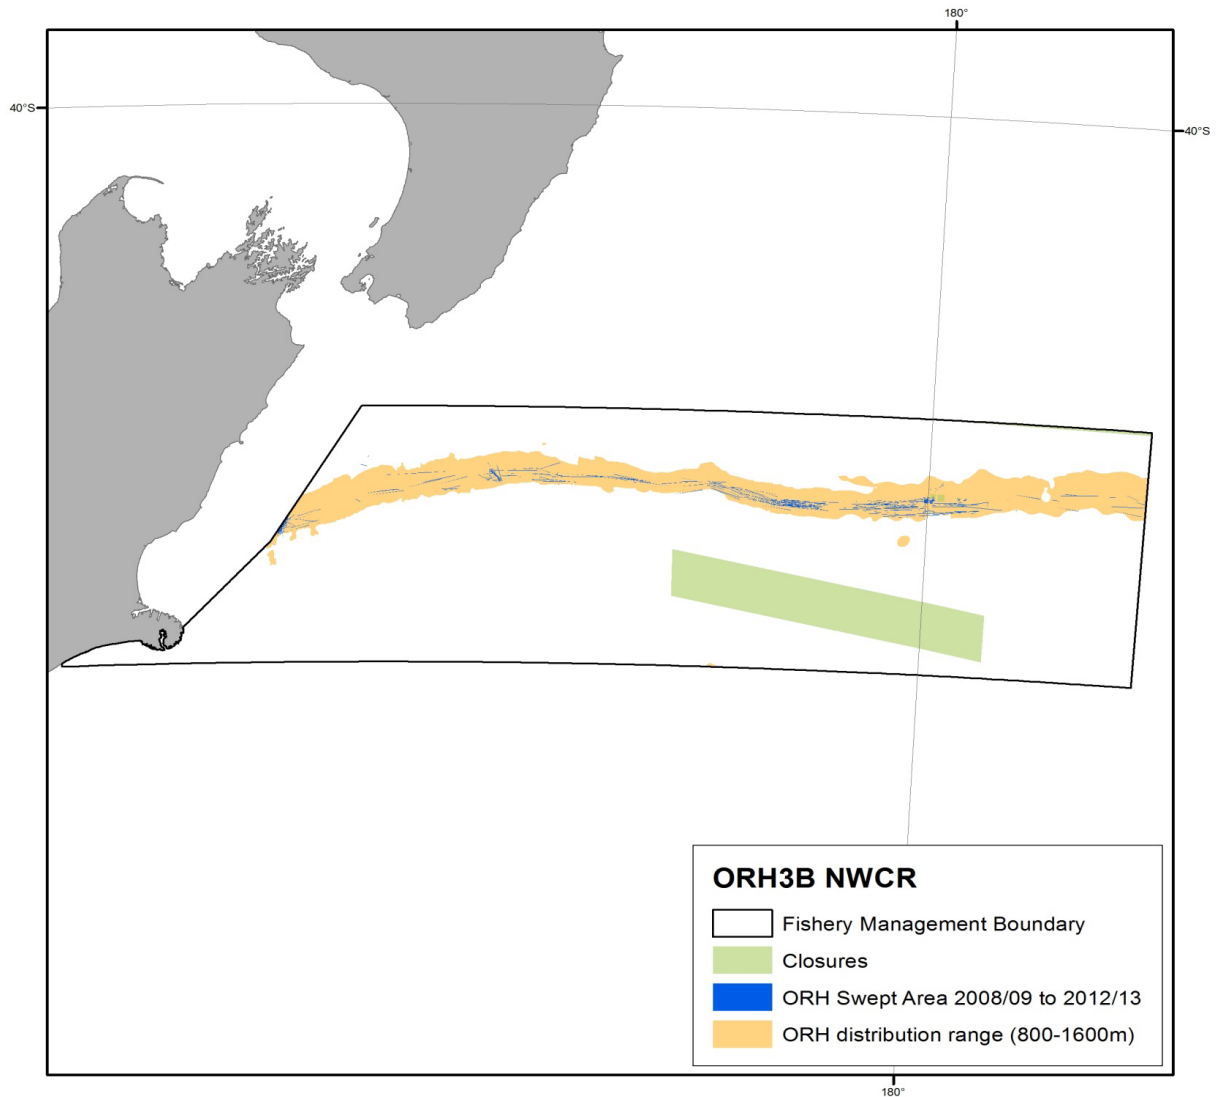 180°
40°S
40°S
ORH3B NWCR
Fishery Management Boundary
Closures
ORH Swept Area 2008/09 to 2012/13
ORH distribution range (800-1600m)
180°